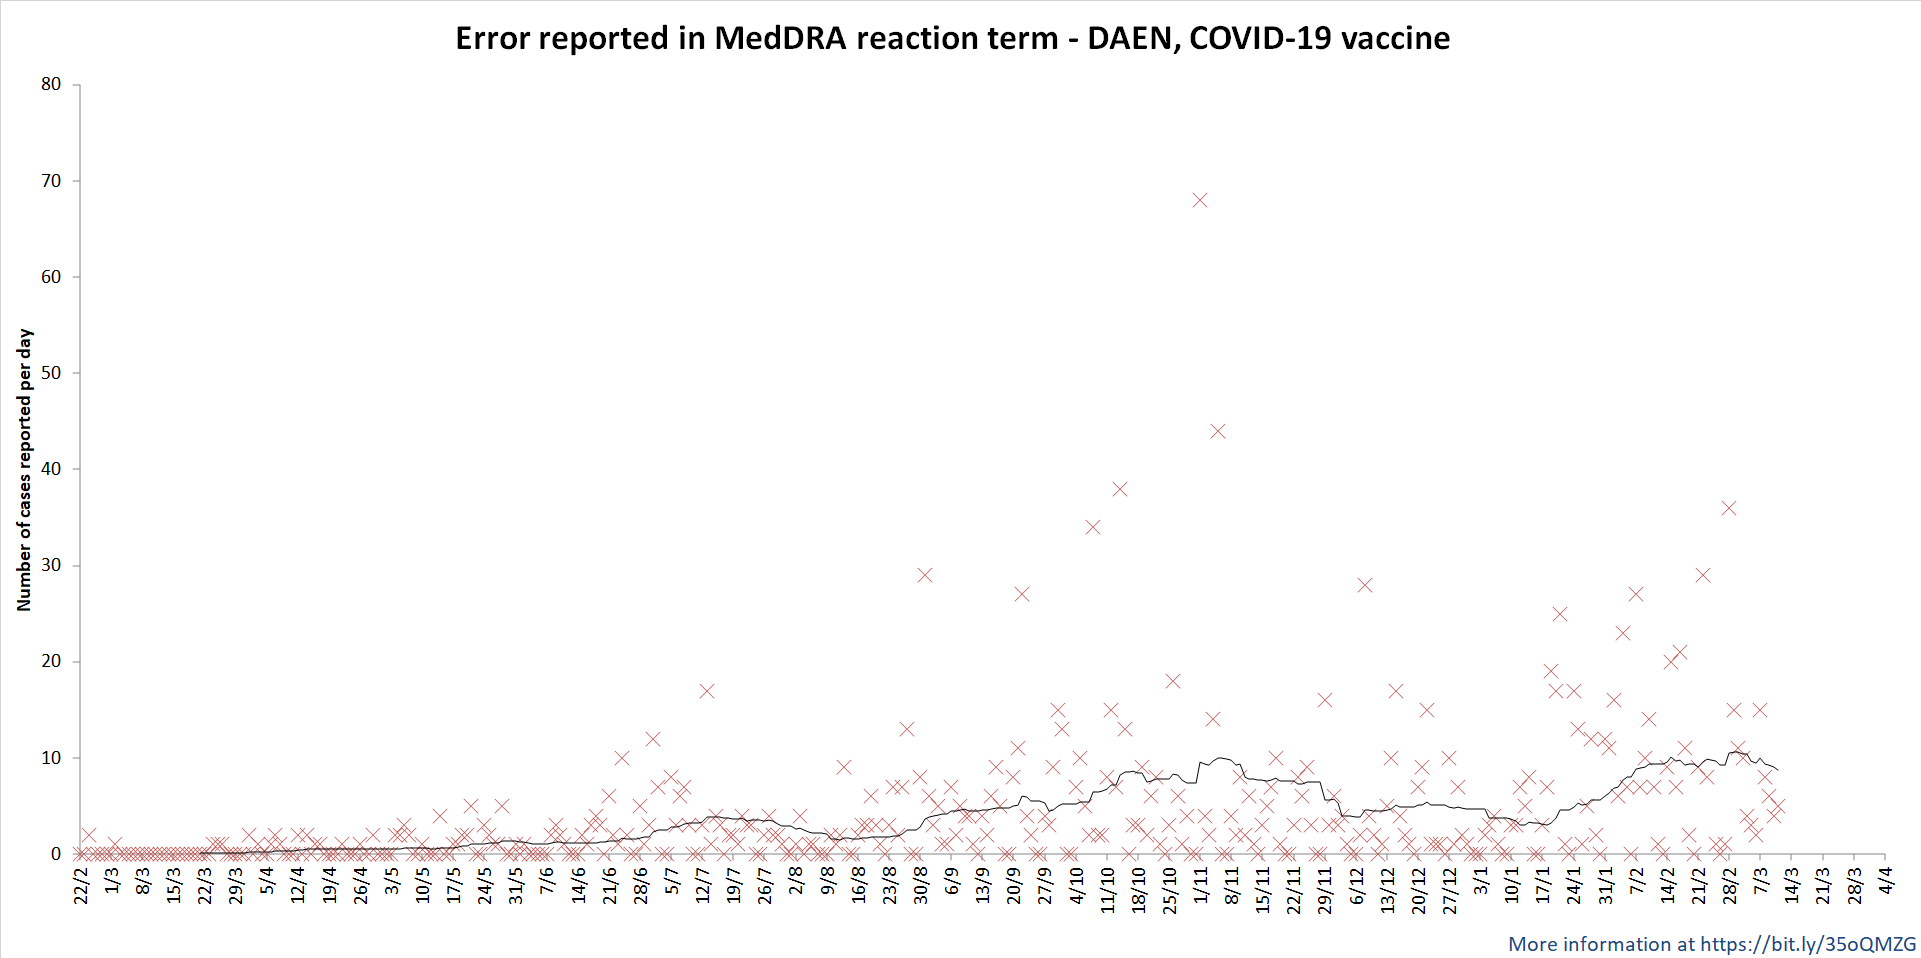 Error reported in MedDRA reaction term - DAEN, COVID-19 vaccine
Number of cases reported per day
80
70
60
50
40
30
20
10
0
22/2 1/3 8/3 15/3 22/3 29/3 5/4 12/4 19/4 26/4 3/5 10/5 17/5 24/5 31/5 7/6 14/6 21/6 28/6 5/7 12/7 19/7 26/7 2/8 9/8 16/8 23/8 30/8 6/9 13/9 20/9 27/9 4/10 11/10 18/10 25/10 1/11 8/11 15/11 22/11 29/11 6/12 13/12 20/12 27/12 3/1 10/1 17/1 24/1 31/1 7/2 14/2 21/2 28/2 7/3 14/3 21/3 28/3 4/4
More information at https://bit.ly/35oQMZG